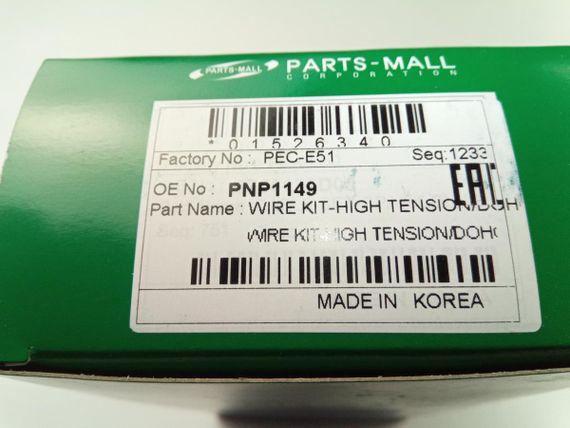 PARTS-MALL PARTS-MALL
CORPORATION
*01526340
Factory No : PEC-E51 Seq:1233
EAC
OE No : PNP1149
Part Name : WIRE KIT-HIGH TENSION/DOH
WIRE KIT-HIGH TENSION/DOHC
MADE IN KOREA